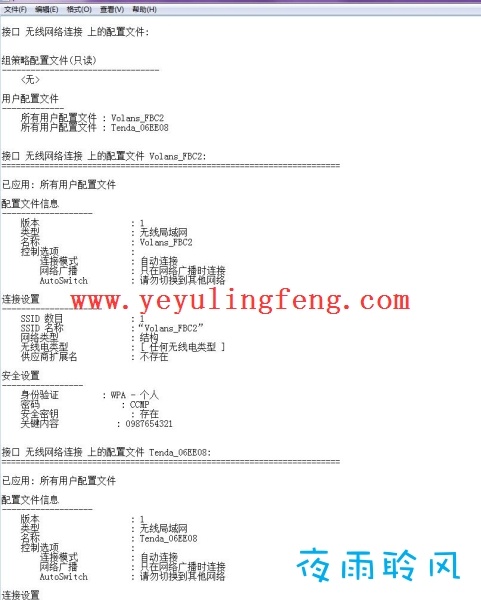 文件(F) 编辑(E) 格式(O) 查看(V) 帮助(H)
接口 无线网络连接 上的配置文件:
组策略配置文件(只读)
---------------------------------
<无>
用户配置文件
-------------
所有用户配置文件 : Volans_FBC2
所有用户配置文件 : Tenda_06EE08
接口 无线网络连接 上的配置文件 Volans_FBC2:
=======================================================================
已应用: 所有用户配置文件
配置文件信息
-------------------
版本 : 1
类型 : 无线局域网
名称 : Volans_FBC2
控制选项 :
连接模式 : 自动连接
网络广播 : 只在网络广播时连接
AutoSwitch : 请勿切换到其他网络
www.yeyulingfeng.com
连接设置
---------------------
SSID 数目 : 1
SSID 名称 :“Volans_FBC2”
网络类型 : 结构
无线电类型 : [ 任何无线电类型 ]
供应商扩展名 : 不存在
安全设置
-----------------
身份验证 : WPA - 个人
密码 : CCMP
安全密钥 : 存在
关键内容 : 0987654321
接口 无线网络连接 上的配置文件 Tenda_06EE08:
=======================================================================
已应用: 所有用户配置文件
配置文件信息
-------------------
版本 : 1
类型 : 无线局域网
名称 : Tenda_06EE08
控制选项 :
连接模式 : 自动连接
网络广播 : 只在网络广播时连接
AutoSwitch : 请勿切换到其他网络
夜雨聆风
连接设置